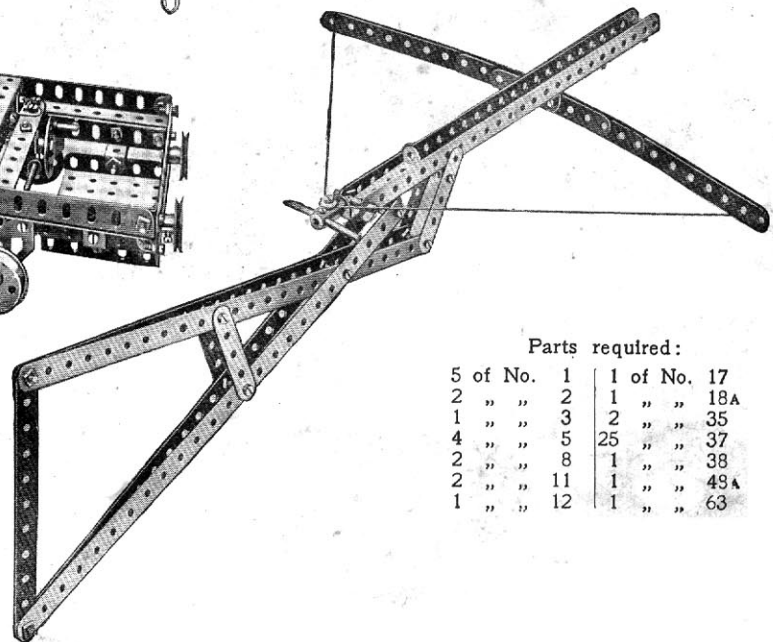 Parts required:
5 of No. 1 1 of No. 17
2 „ „ 2 1 „ „ 18A
1 „ „ 3 2 „ „ 35
4 „ „ 5 25 „ „ 37
2 „ „ 8 1 „ „ 38
2 „ „ 11 1 „ „ 48A
1 „ „ 12 1 „ „ 63